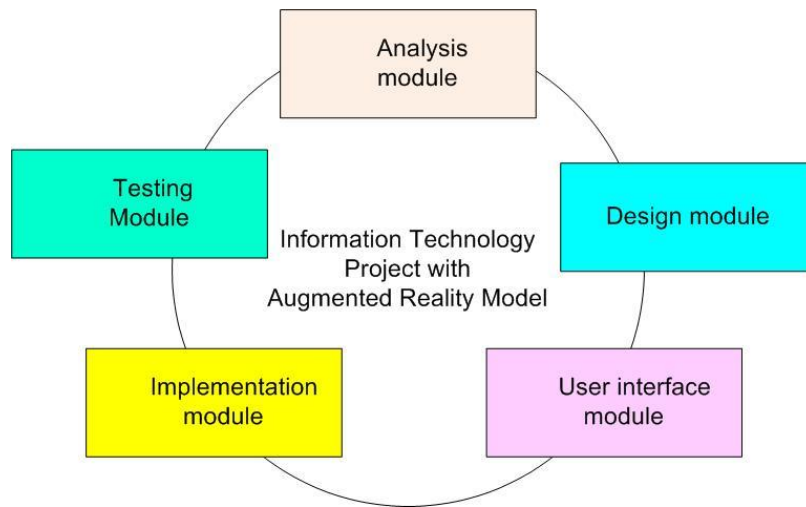 Analysis
module
Testing
Module
Design module
Information Technology
Project with
Augmented Reality Model
Implementation
module
User interface
module